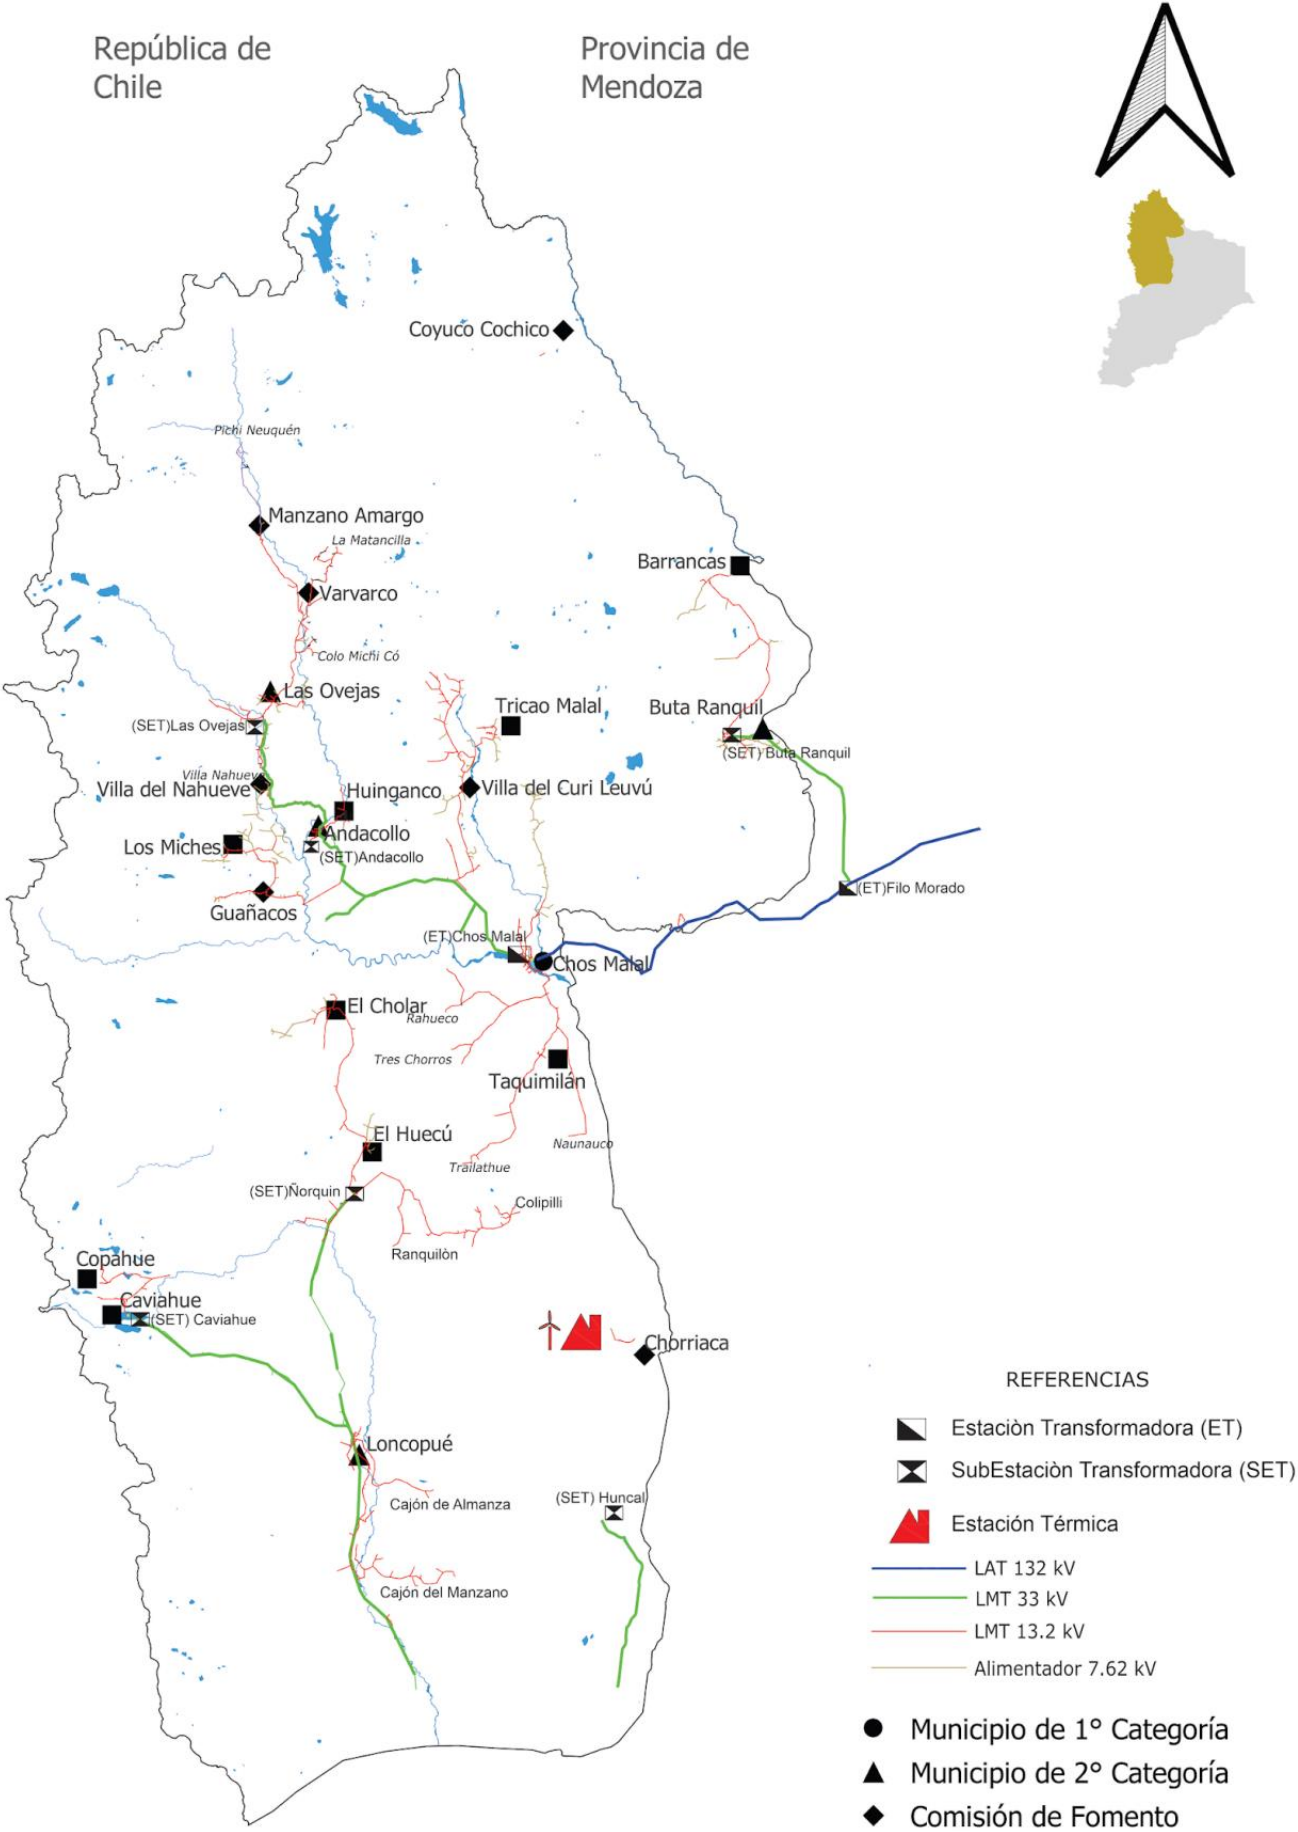 República de
Chile
Provincia de
Mendoza
Coyuco Cochico
Pichi Neuquén
Manzano Amargo
La Matancilla
Barrancas
Varvarco
Colo Michi Có
Las Ovejas
Tricao Malal
Buta Ranquil
(SET)Las Ovejas
(SET) Buta Ranquil
Villa Nahueve
Villa del Nahueve
Huinganco
Villa del Curi Leuvú
Andacollo
Los Miches
(SET)Andacollo
(ET)Filo Morado
Guañacos
(ET)Chos Malal
Chos Malal
El Cholar
Rahueco
Tres Chorros
Taquimilán
El Huecú
Naunauco
Trailathue
(SET)Ñorquin
Colipilli
Ranquilòn
Copahue
Caviahue
(SET) Caviahue
Chorriaca
REFERENCIAS
Estaciòn Transformadora (ET)
Loncopué
SubEstaciòn Transformadora (SET)
Cajón de Almanza
(SET) Huncal
Estación Térmica
LAT 132 kV
Cajón del Manzano
LMT 33 kV
LMT 13.2 kV
Alimentador 7.62 kV
Municipio de 1° Categoría
Municipio de 2° Categoría
Comisión de Fomento